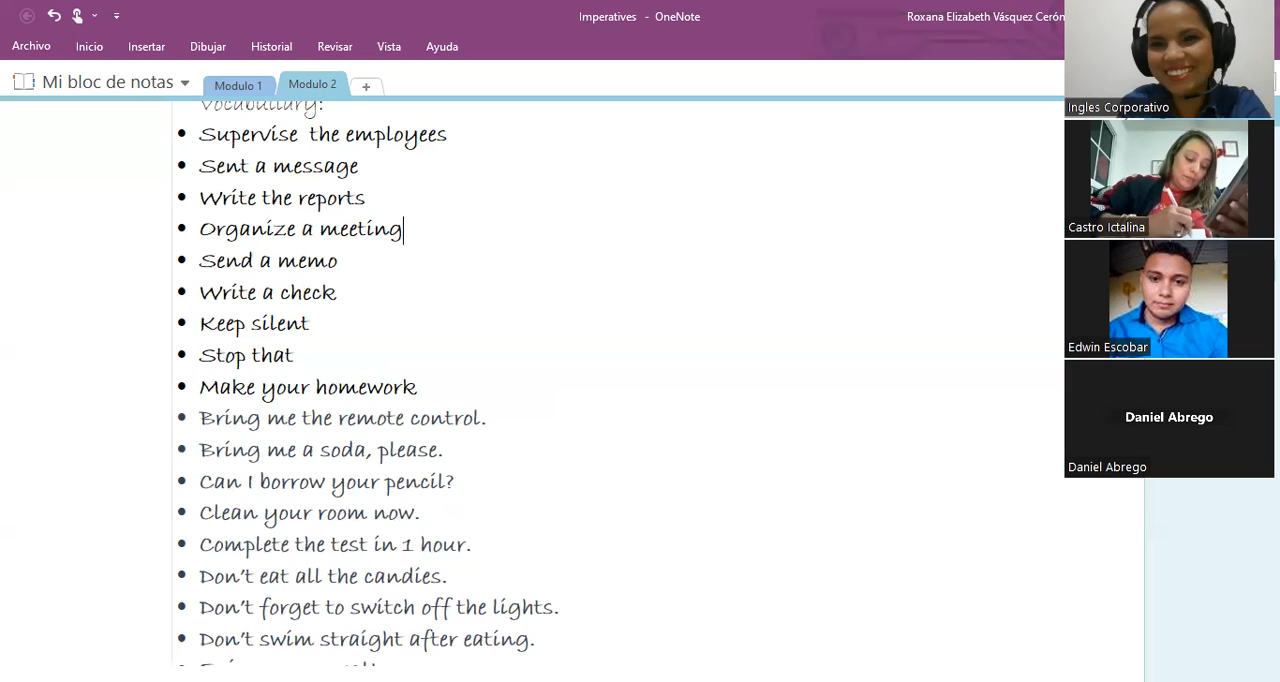 Imperatives - OneNote
Roxana Elizabeth Vásquez Cerón
Archivo Inicio Insertar Dibujar Historial Revisar Vista Ayuda
Mi bloc de notas Modulo 1 Modulo 2 +
Vocabullary:
• Supervise the employees
• Sent a message
• Write the reports
• Organize a meeting
• Send a memo
• Write a check
• Keep silent
• Stop that
• Make your homework
• Bring me the remote control.
• Bring me a soda, please.
• Can I borrow your pencil?
• Clean your room now.
• Complete the test in 1 hour.
• Don't eat all the candies.
• Don't forget to switch off the lights.
• Don't swim straight after eating.
Ingles Corporativo
Castro Ictalina
Edwin Escobar
Daniel Abrego
Daniel Abrego